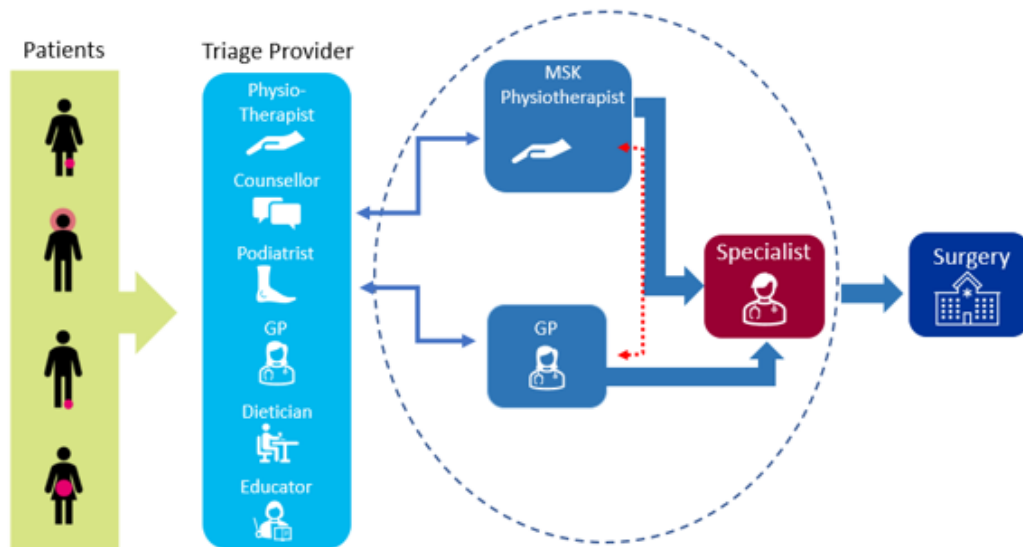 Patients
Triage Provider
Physio-
Therapist
Counsellor
Podiatrist
GP
Dietician
Educator
MSK
Physiotherapist
GP
Specialist
Surgery